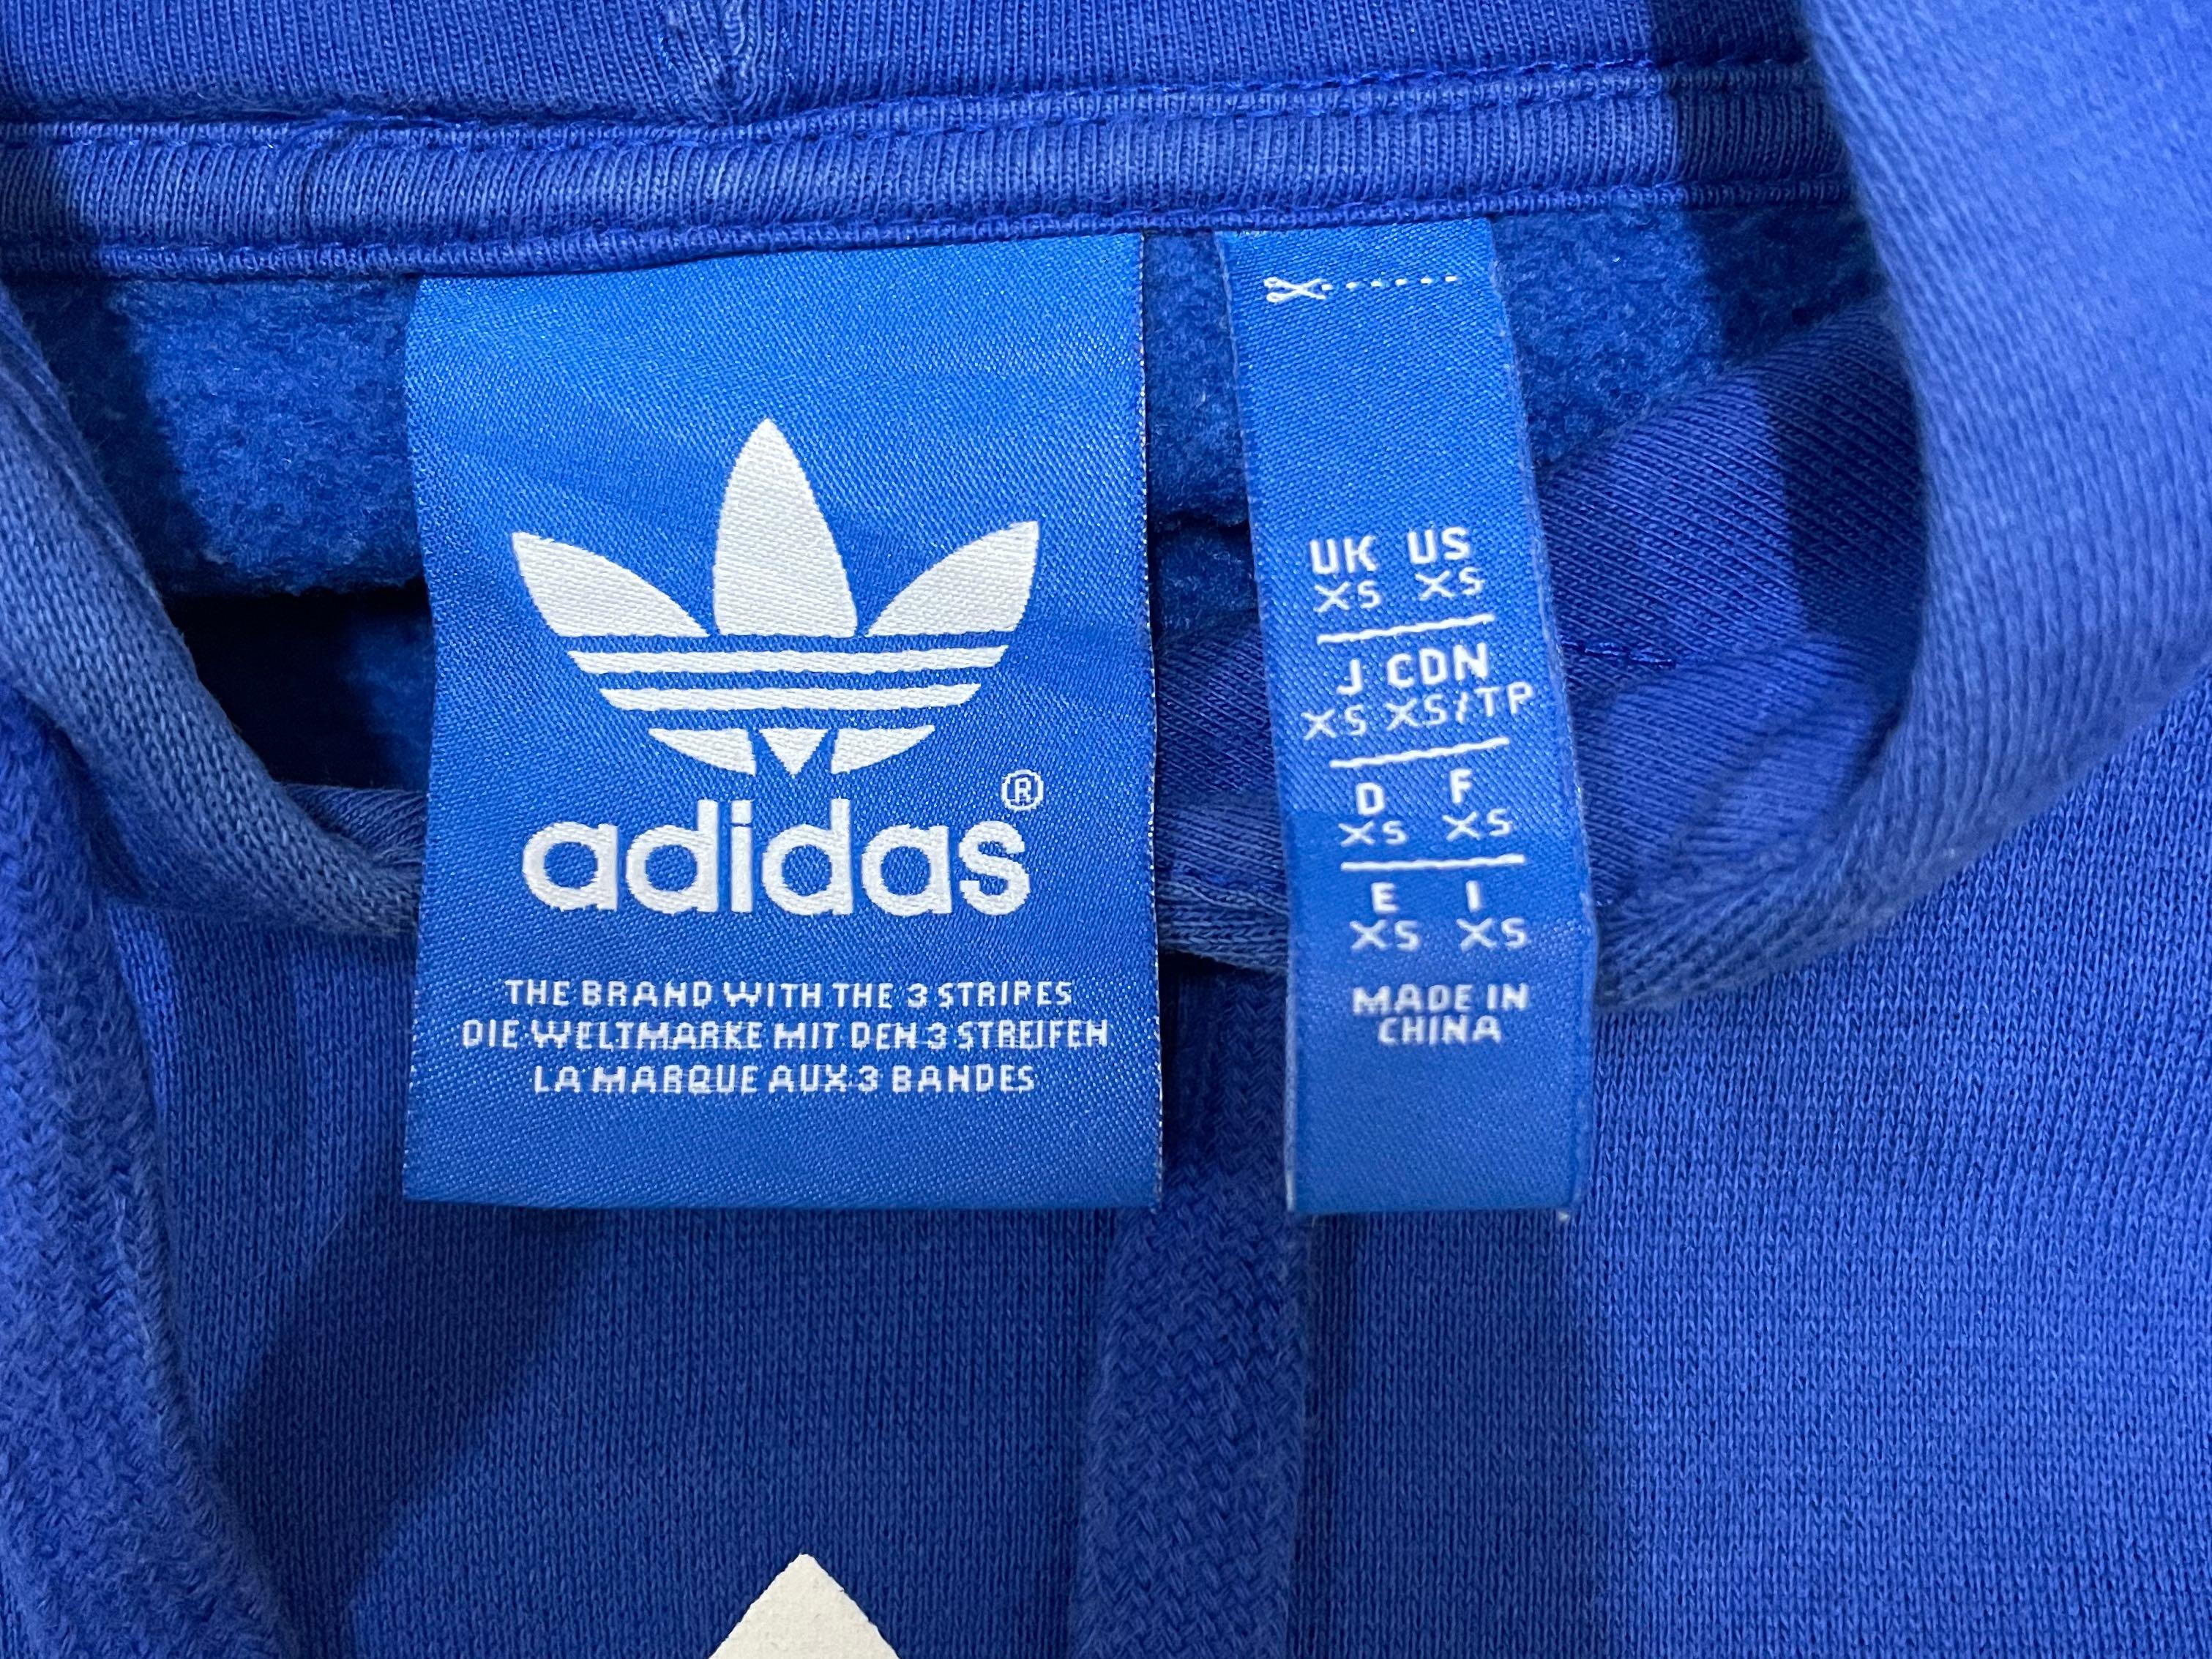 adidas®
THE BRAND WITH THE 3 STRIPES
DIE WELTMARKE MIT DEN 3 STREIFEN
LA MARQUE AUX 3 BANDES
UK US
XS XS
J CDN
XS XS/TP
D F
XS XS
E I
XS XS
MADE IN
CHINA